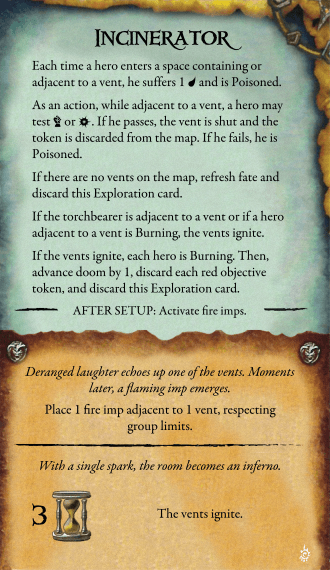 INCINERATOR
Each time a hero enters a space containing or
adjacent to a vent, he suffers 1 and is Poisoned.
As an action, while adjacent to a vent, a hero may
test or . If he passes, the vent is shut and the
token is discarded from the map. If he fails, he is
Poisoned.
If there are no vents on the map, refresh fate and
discard this Exploration card.
If the torchbearer is adjacent to a vent or if a hero
adjacent to a vent is Burning, the vents ignite.
If the vents ignite, each hero is Burning. Then,
advance doom by 1, discard each red objective
token, and discard this Exploration card.
AFTER SETUP: Activate fire imps.
Deranged laughter echoes up one of the vents. Moments
later, a flaming imp emerges.
Place 1 fire imp adjacent to 1 vent, respecting
group limits.
With a single spark, the room becomes an inferno.
3 The vents ignite.